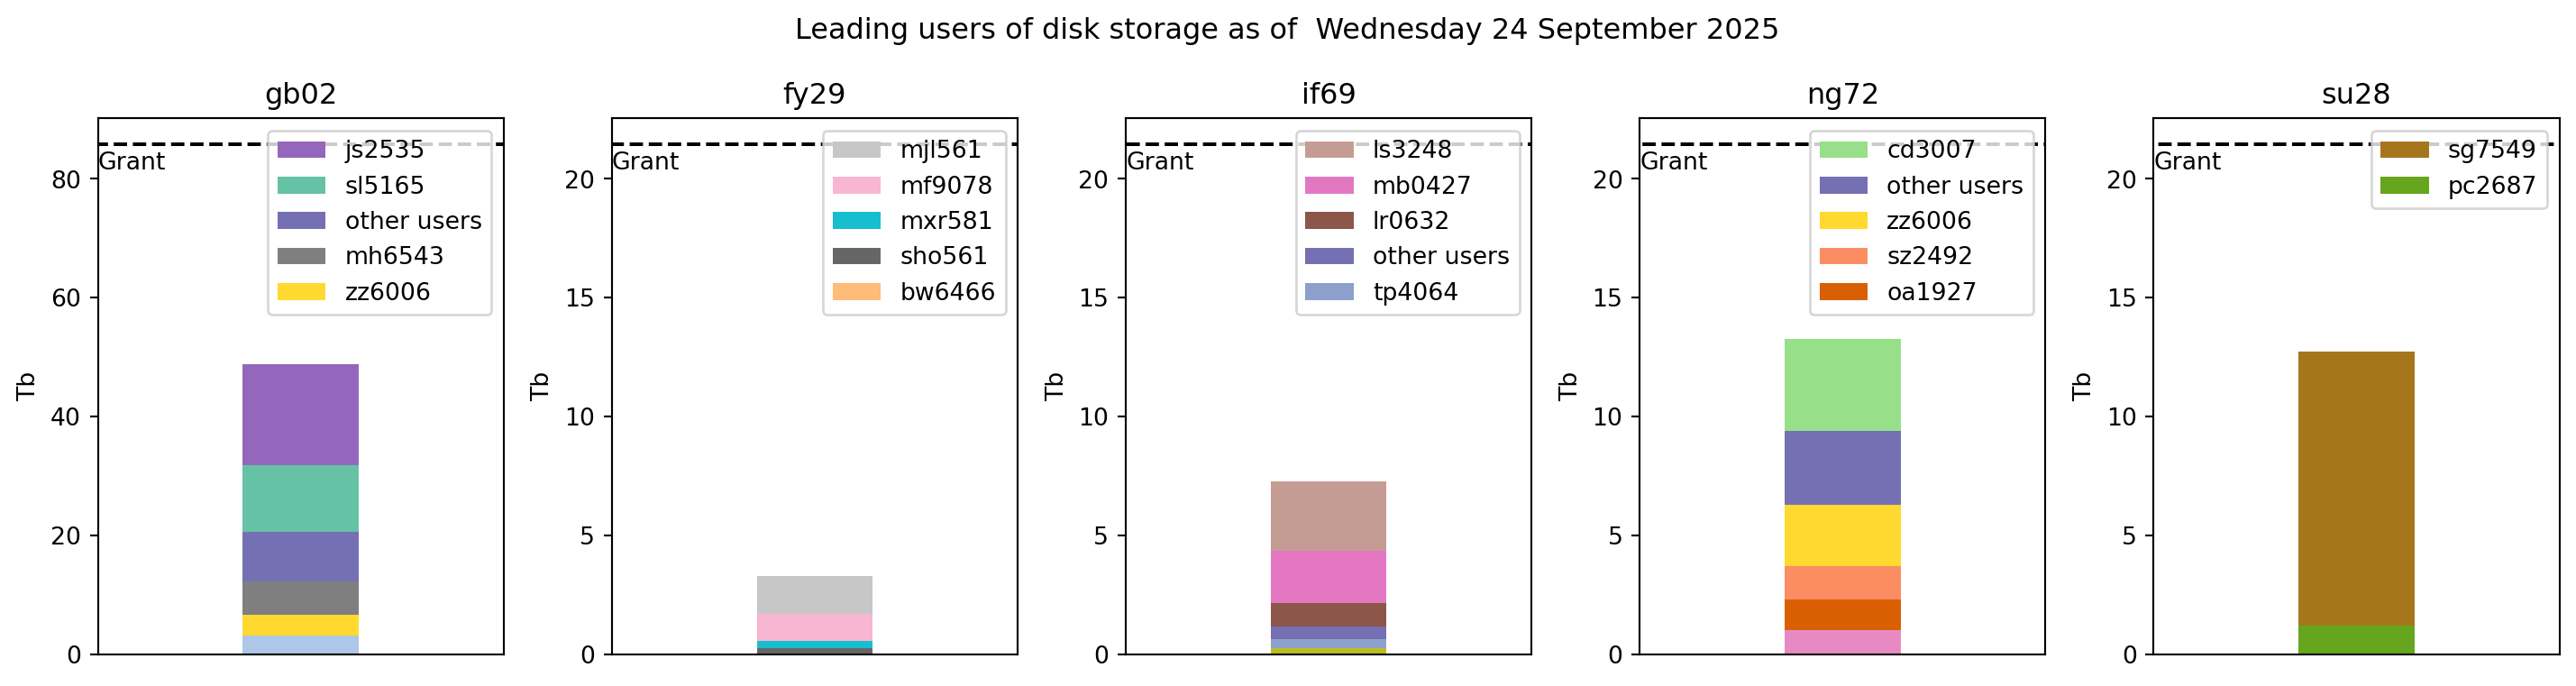 Leading users of disk storage as of  Wednesday 24 September 2025
gb02
Tb
80
60
40
20
0
Grant
js2535
sl5165
other users
mh6543
zz6006
fy29
Tb
20
15
10
5
0
Grant
mjl561
mf9078
mxr581
sho561
bw6466
if69
Tb
20
15
10
5
0
Grant
ls3248
mb0427
lr0632
other users
tp4064
ng72
Tb
20
15
10
5
0
Grant
cd3007
other users
zz6006
sz2492
oa1927
su28
Tb
20
15
10
5
0
Grant
sg7549
pc2687